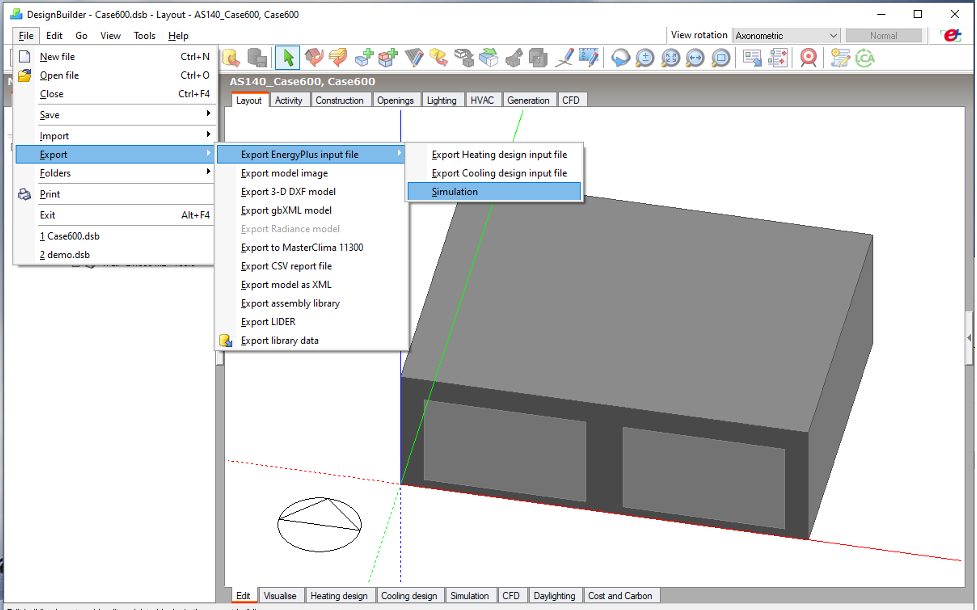 DesignBuilder - Case600.dsb - Layout - AS140_Case600, Case600
File Edit Go View Tools Help
View rotation Axonometric Normal
New file Ctrl+N
Open file Ctrl+O
Close Ctrl+F4
Save
Import
Export
Folders
Print
Exit Alt+F4
1 Case600.dsb
2 demo.dsb
Export EnergyPlus input file
Export model image
Export 3-D DXF model
Export gbXML model
Export Radiance model
Export to MasterClima 11300
Export CSV report file
Export model as XML
Export assembly library
Export LIDER
Export library data
Export Heating design input file
Export Cooling design input file
Simulation
AS140_Case600, Case600
Layout Activity Construction Openings Lighting HVAC Generation CFD
Edit Visualise Heating design Cooling design Simulation CFD Daylighting Cost and Carbon